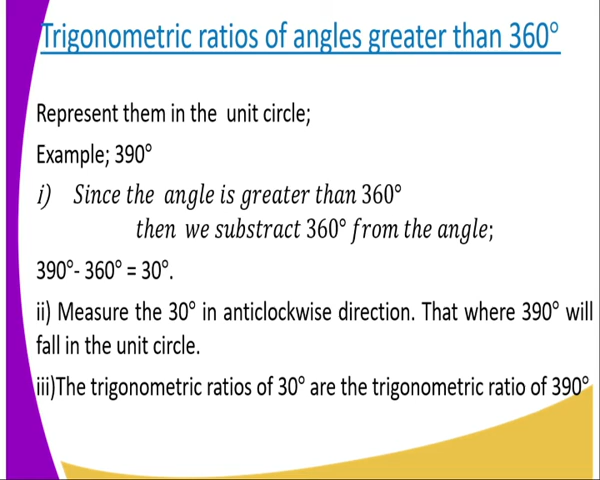 Trigonometric ratios of angles greater than 360°
Represent them in the unit circle;
Example; 390°
i) Since the angle is greater than 360°
then we substract 360° from the angle;
390°- 360° = 30°.
ii) Measure the 30° in anticlockwise direction. That where 390° will
fall in the unit circle.
iii)The trigonometric ratios of 30° are the trigonometric ratio of 390°